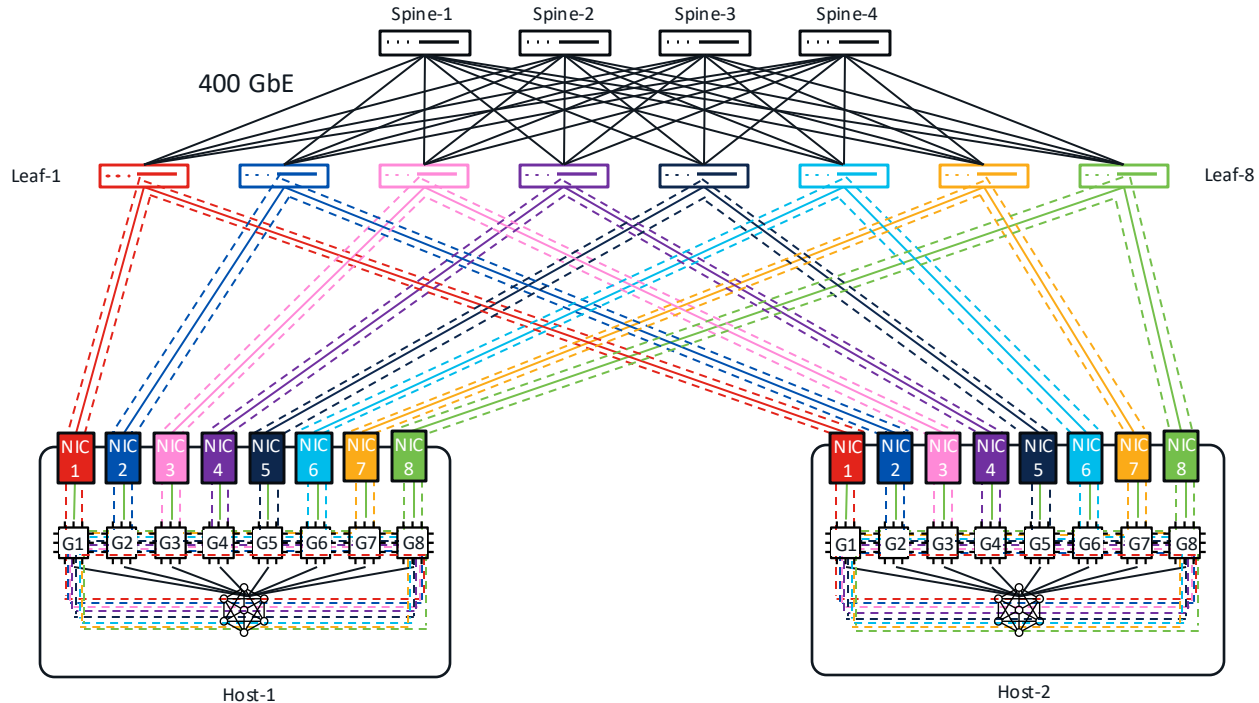 Spine-1 Spine-2 Spine-3 Spine-4
400 GbE
Leaf-1 Leaf-8
NIC NIC NIC NIC NIC NIC NIC NIC NIC NIC NIC NIC NIC NIC NIC NIC
1 2 3 4 5 6 7 8 1 2 3 4 5 6 7 8
G1 G2 G3 G4 G5 G6 G7 G8 G1 G2 G3 G4 G5 G6 G7 G8
Host-1 Host-2